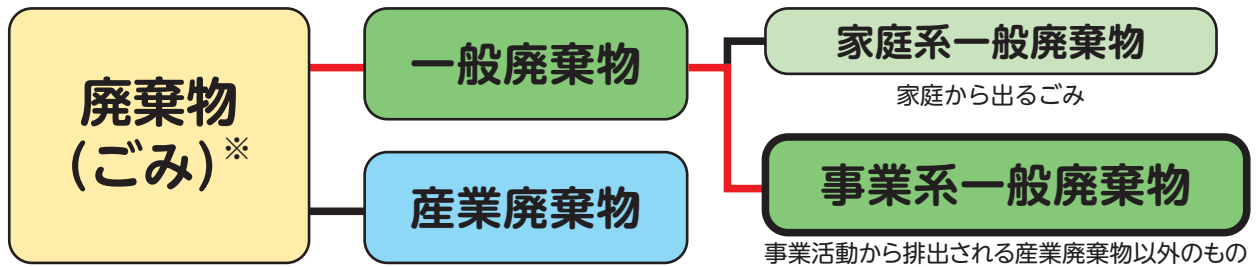 廃棄物
(ごみ)※
一般廃棄物
産業廃棄物
家庭系一般廃棄物
家庭から出るごみ
事業系一般廃棄物
事業活動から排出される産業廃棄物以外のもの